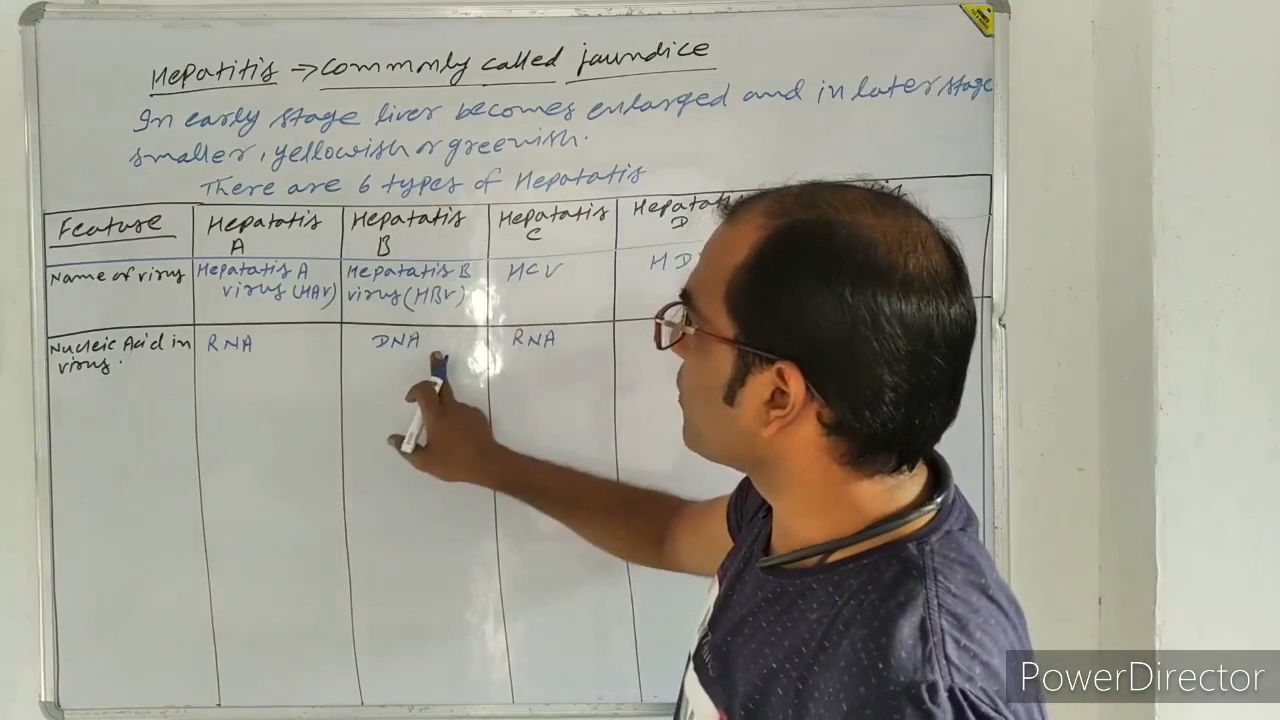 Hepatitis → commonly called jaundice
In early stage liver becomes enlarged and in later stage
smaller, yellowish or greenish.
There are 6 types of Hepatatis
Feature
Hepatatis
A
Hepatatis
B
Hepatatis
C
D
Name of virus
Hepatatis A
virus (HAV)
Hepatatis B
virus (HBV)
HCV
Nucleic Acid in
virus.
RNA
DNA
RNA
PowerDirector